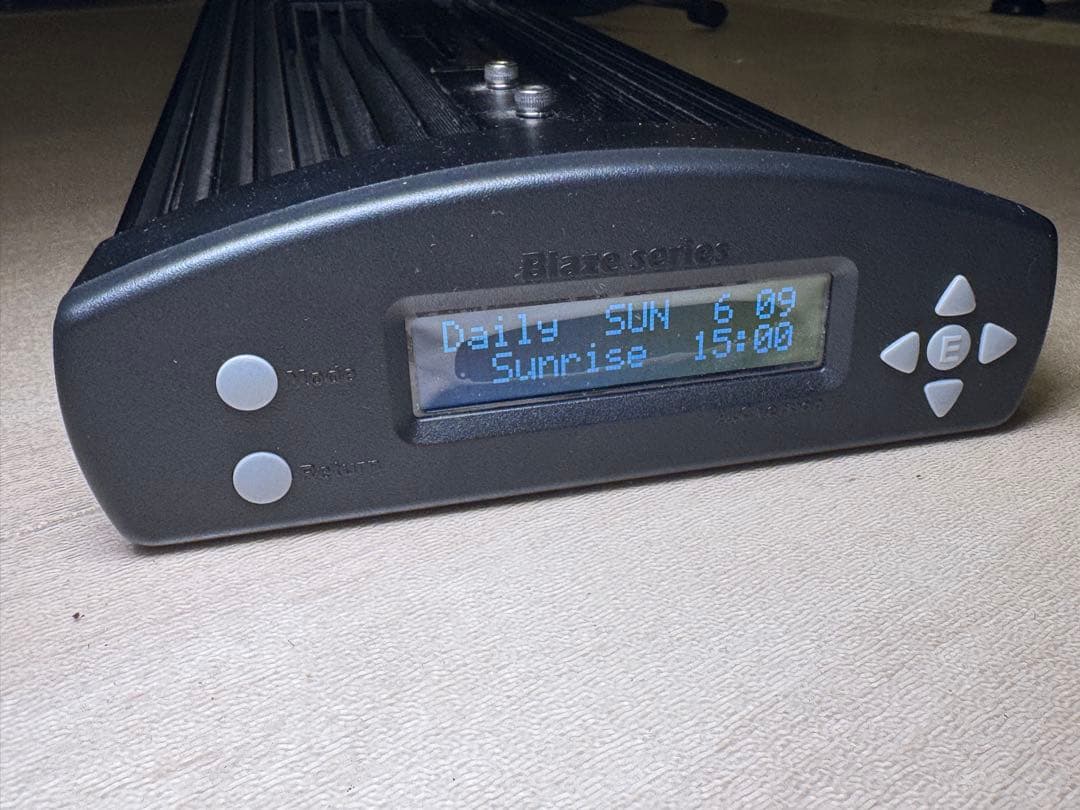 Blaze series
Daily SUN 6 09
Sunrise 15:00
Mode
Return
E